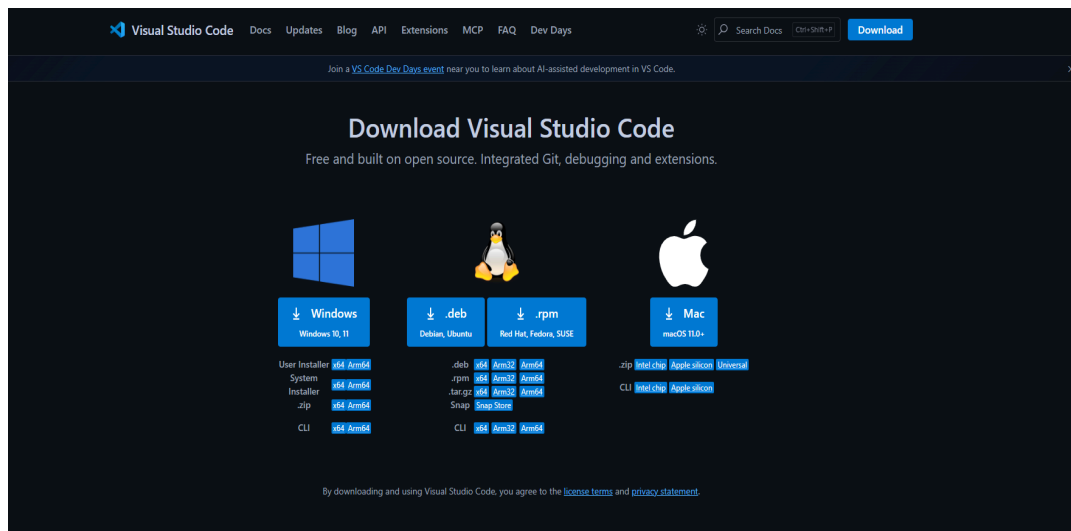 Visual Studio Code Docs Updates Blog API Extensions MCP FAQ Dev Days Search Docs Ctrl+Shift+P Download
Join a VS Code Dev Days event near you to learn about AI-assisted development in VS Code.
Download Visual Studio Code
Free and built on open source. Integrated Git, debugging and extensions.
Windows
Windows 10, 11
.deb
Debian, Ubuntu
.rpm
Red Hat, Fedora, SUSE
Mac
macOS 11.0+
User Installer x64 Arm64
System
Installer x64 Arm64
.zip x64 Arm64
CLI x64 Arm64
.deb x64 Arm32 Arm64
.rpm x64 Arm32 Arm64
.tar.gz x64 Arm32 Arm64
Snap Snap Store
CLI x64 Arm32 Arm64
.zip Intel chip Apple silicon Universal
CLI Intel chip Apple silicon
By downloading and using Visual Studio Code, you agree to the license terms and privacy statement.